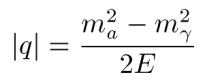 |q| = \frac{m_a^2 - m_\gamma^2}{2E}